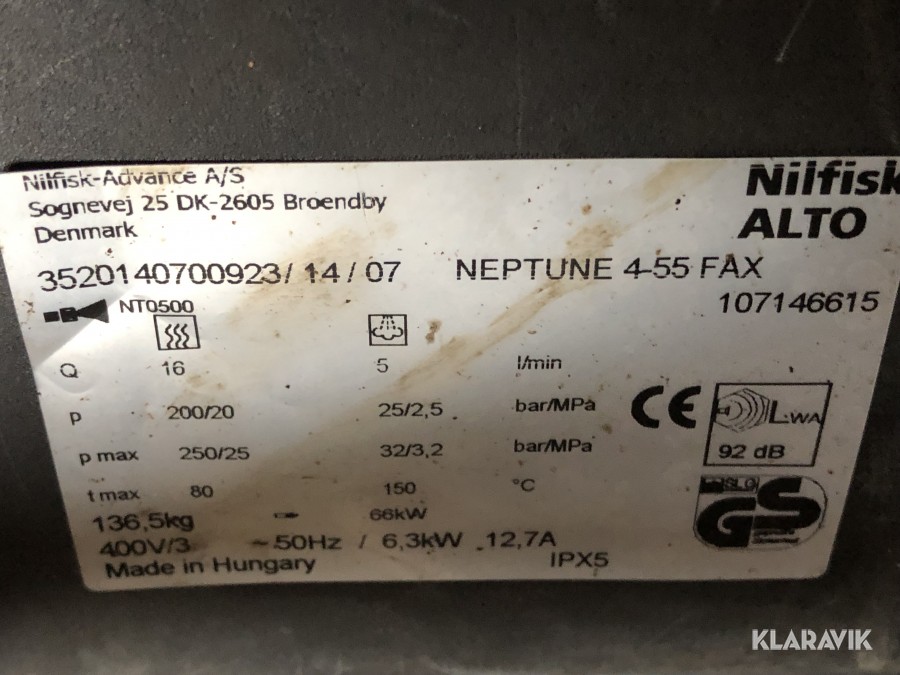 Nilfisk-Advance A/S
Sognevej 25 DK-2605 Broendby
Denmark
Nilfisk
ALTO
3520140700923/ 14 / 07 NEPTUNE 4-55 FAX
107146615
NT0500
Q 16 5 l/min
p 200/20 25/2,5 bar/MPa
p max 250/25 32/3,2 bar/MPa
t max 80 150 °C
CE
LWA
92 dB
SLG
GS
136,5kg 66kW
400V/3 ~50Hz / 6,3kW 12,7A
Made in Hungary IPX5
KLARAVIK